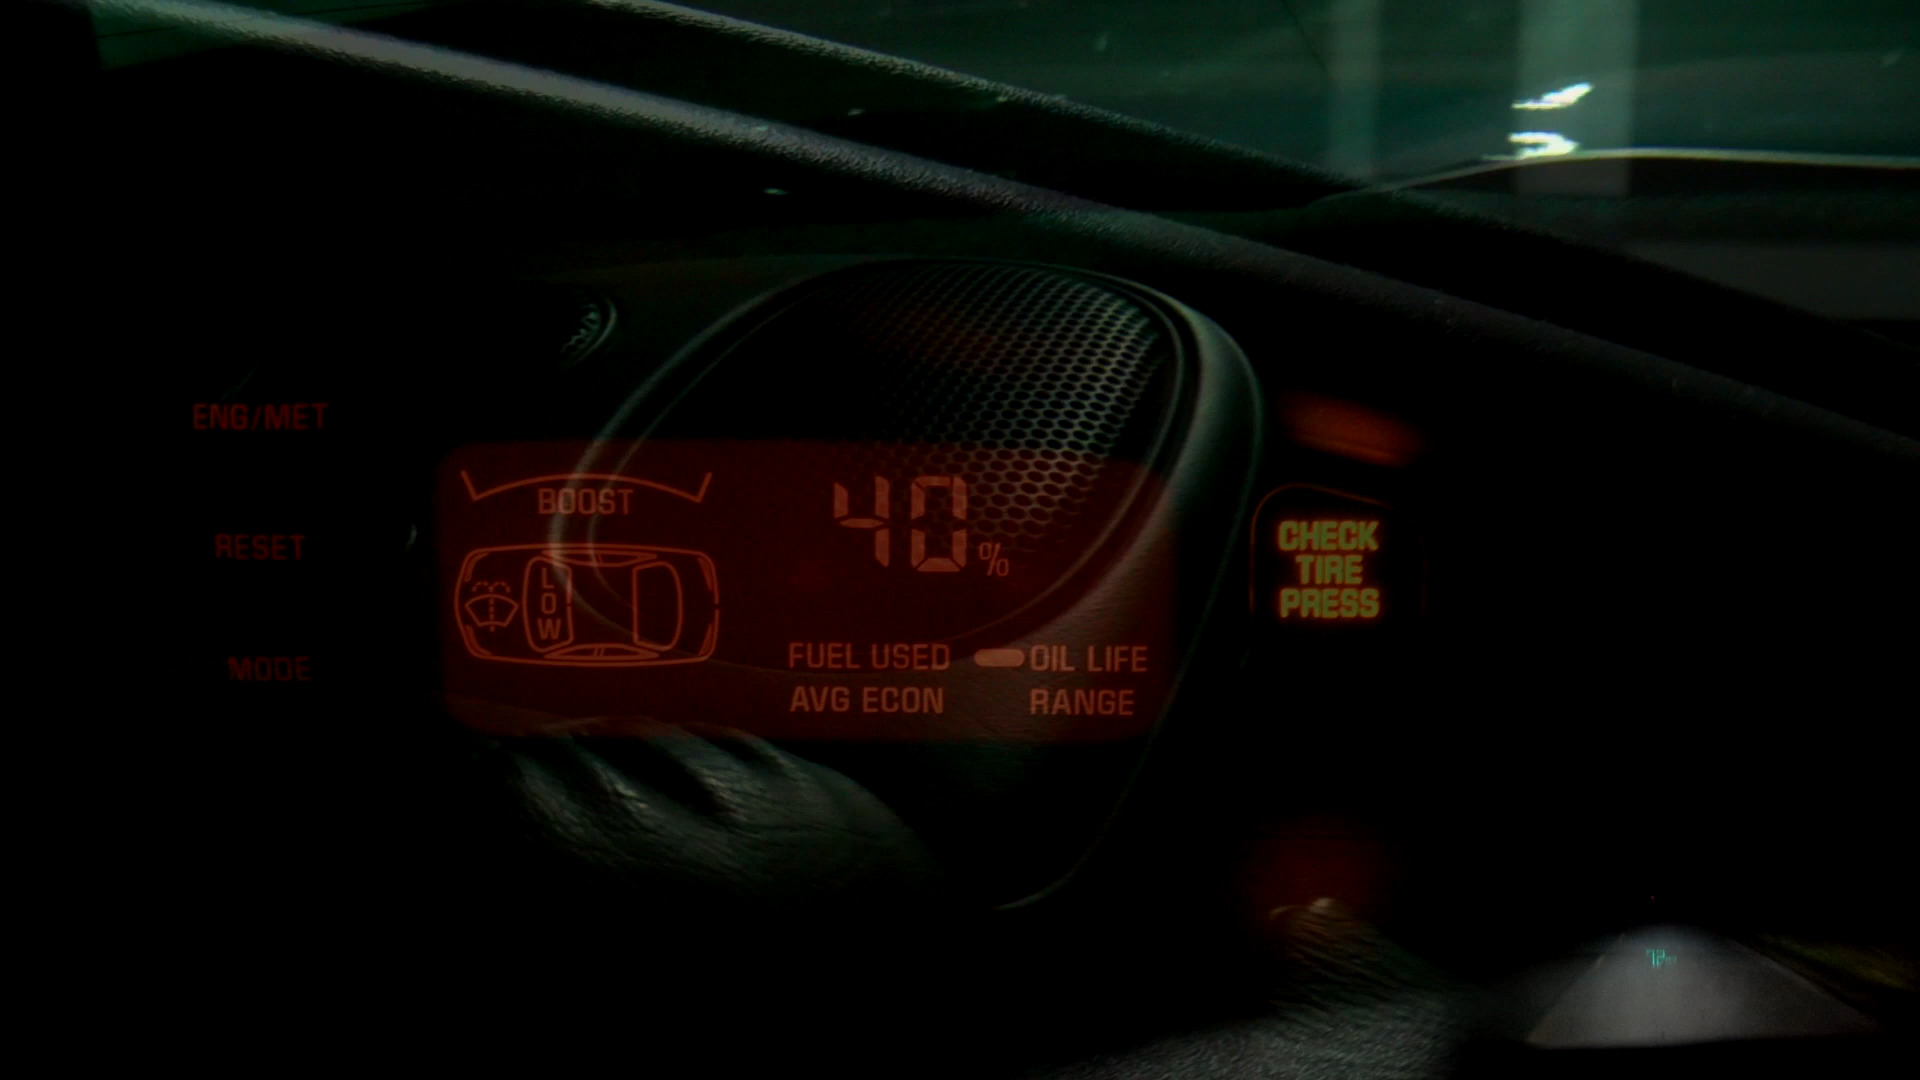 ENG/MET
RESET
MODE
BOOST
LOW
40%
FUEL USED OIL LIFE
AVG ECON RANGE
CHECK
TIRE
PRESS